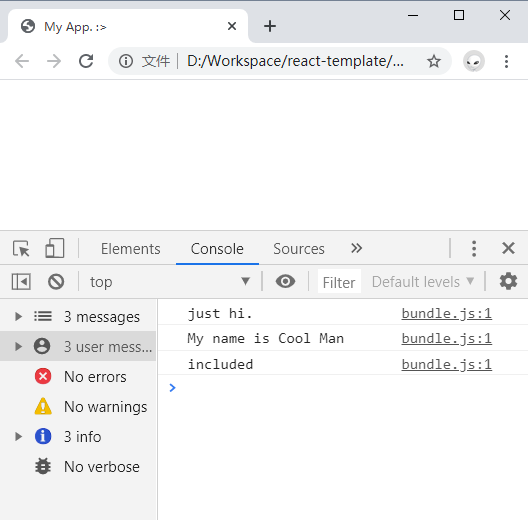 My App. :>
文件 D:/Workspace/react-template/...
Elements Console Sources
top Filter Default levels
3 messages
3 user mess...
No errors
No warnings
3 info
No verbose
just hi. bundle.js:1
My name is Cool Man bundle.js:1
included bundle.js:1